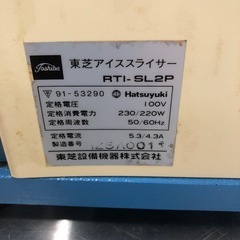 Toshiba 東芝アイススライサー
RTI-SL2P
〒 91-53290 Hatsuyuki
定格電圧 100V
定格消費電力 230/220W
定格周波数 50/60Hz
定格電流 5.3/4.3A
製造番号
東芝設備機器株式会社